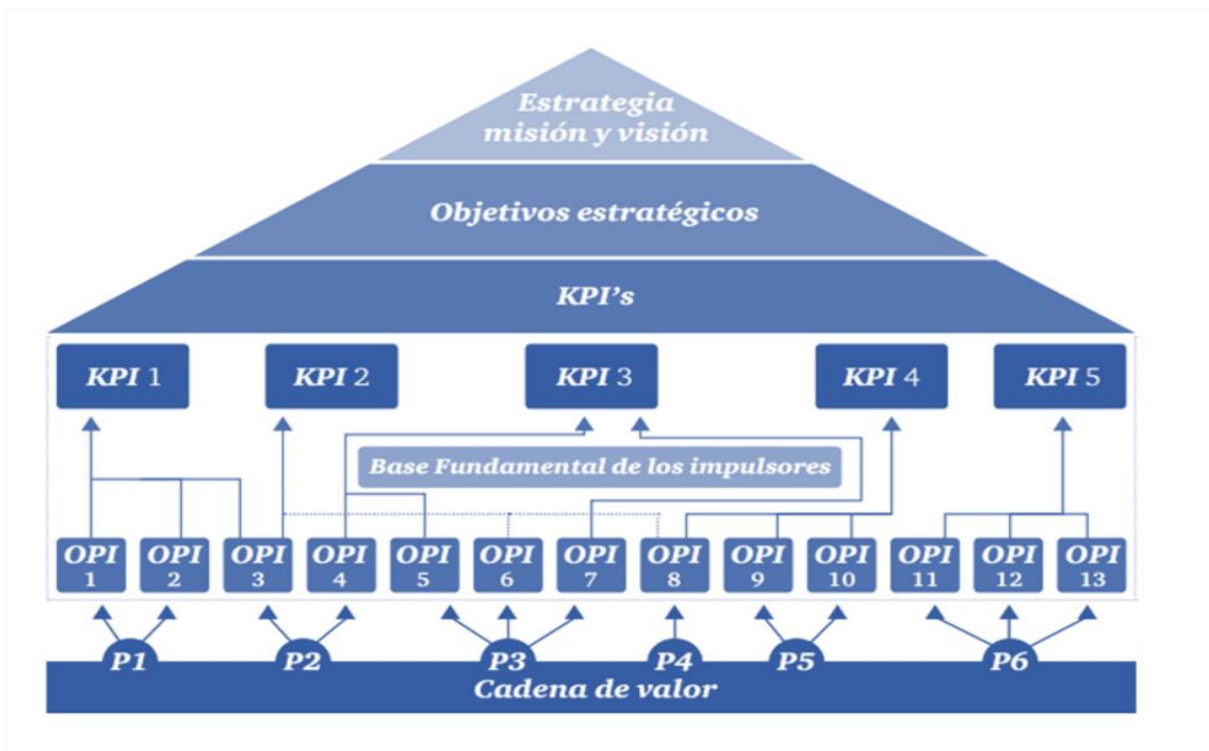 Estrategia
misión y visión
Objetivos estratégicos
KPI's
KPI 1
KPI 2
KPI 3
KPI 4
KPI 5
Base Fundamental de los impulsores
OPI
1
OPI
2
OPI
3
OPI
4
OPI
5
OPI
6
OPI
7
OPI
8
OPI
9
OPI
10
OPI
11
OPI
12
OPI
13
P1
P2
P3
P4
P5
P6
Cadena de valor